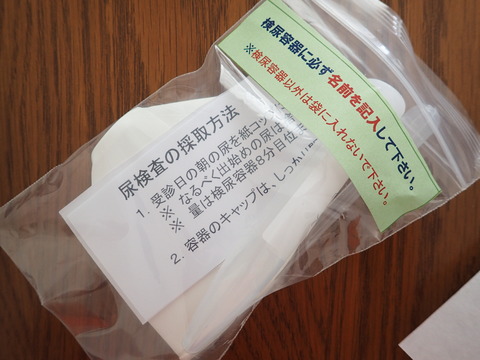 検尿容器に必ず名前を記入して下さい。
※検尿容器以外は袋に入れないで下さい。
尿検査の採取方法
1. 受診日の朝の尿を紙コッ
※ なるべく出始めの尿は
※ 量は検尿容器8分目位
2. 容器のキャップは、しっか